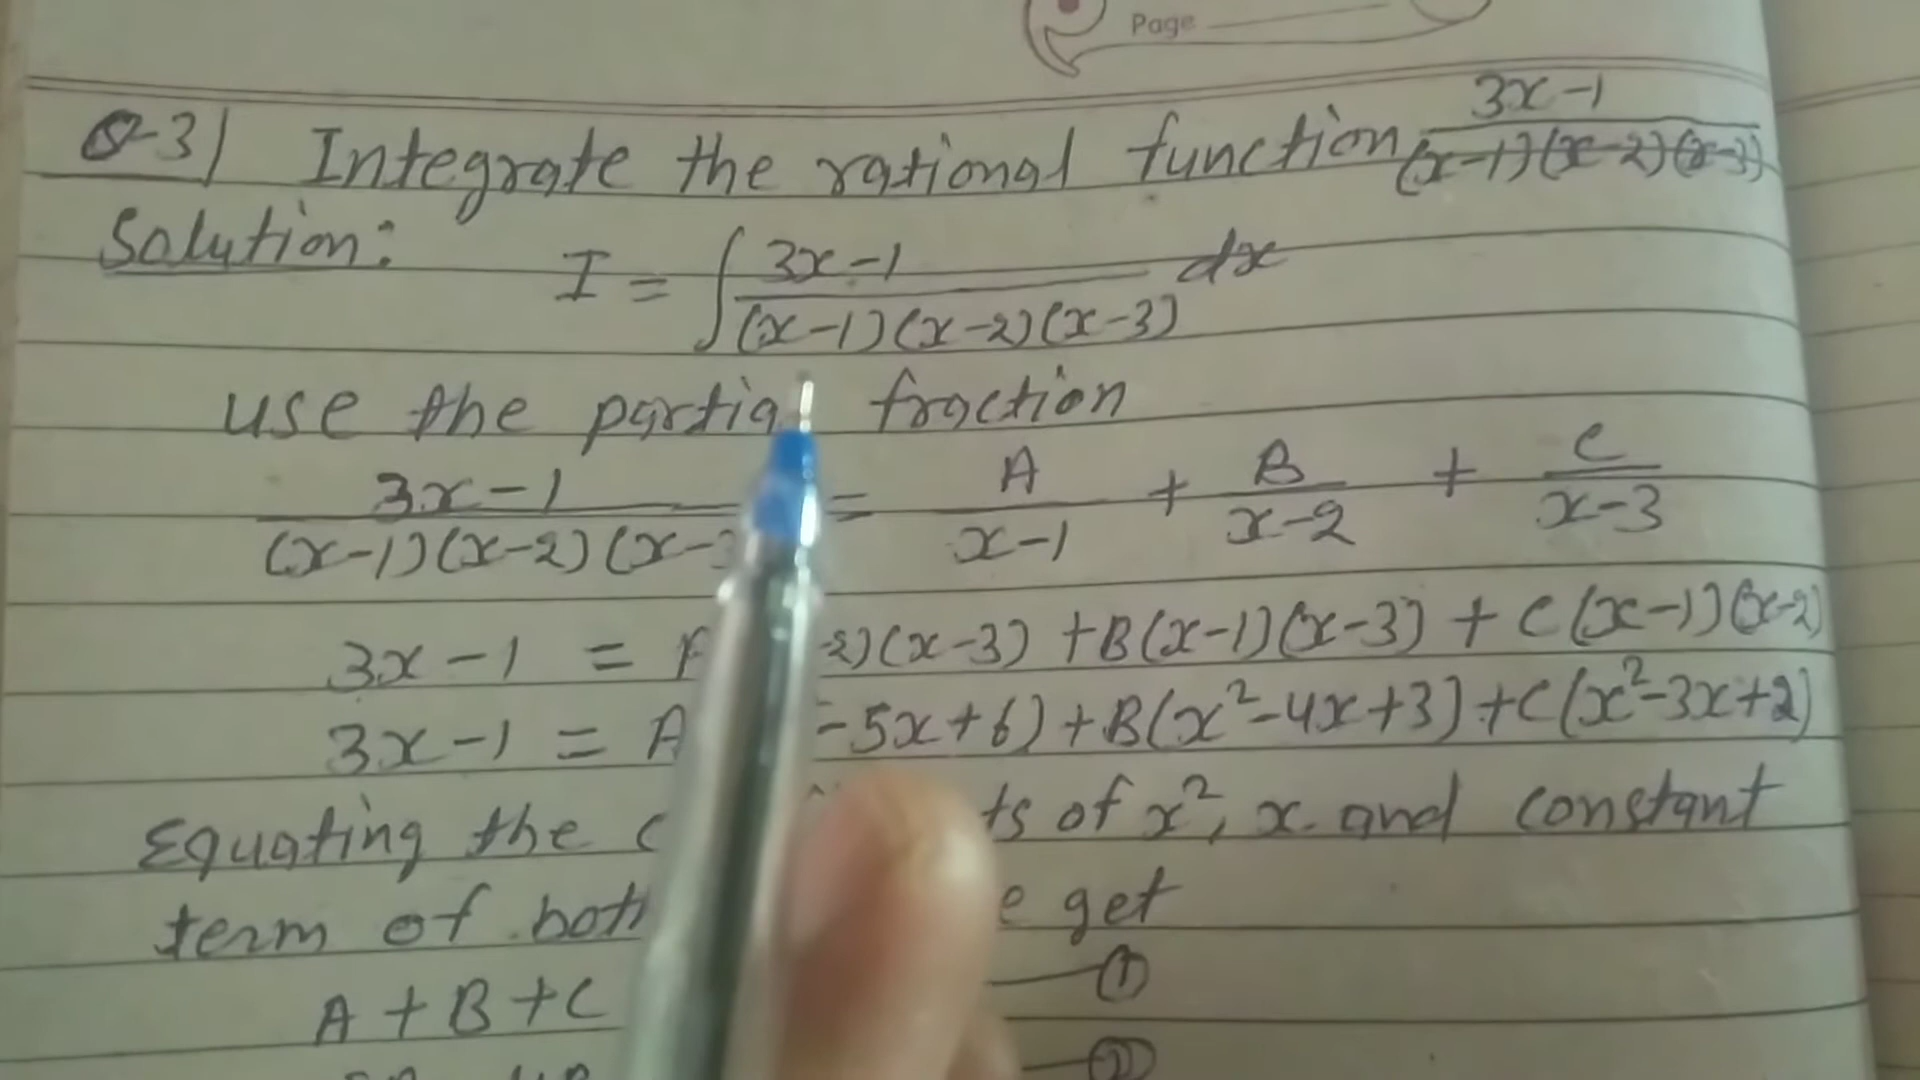 Page
Q-3) Integrate the rational function (3x-1)/((x-1)(x-2)(x-3))
Solution: I = ∫ (3x-1)/((x-1)(x-2)(x-3)) dx
use the partia fraction
(3x-1)/((x-1)(x-2)(x- = A/(x-1) + B/(x-2) + C/(x-3)
3x-1 = 2)(x-3) + B(x-1)(x-3) + C(x-1)(x-2)
3x-1 = A -5x+6) + B(x²-4x+3) + C(x²-3x+2)
Equating the ts of x², x and constant
term of both get
A + B + C ①
②